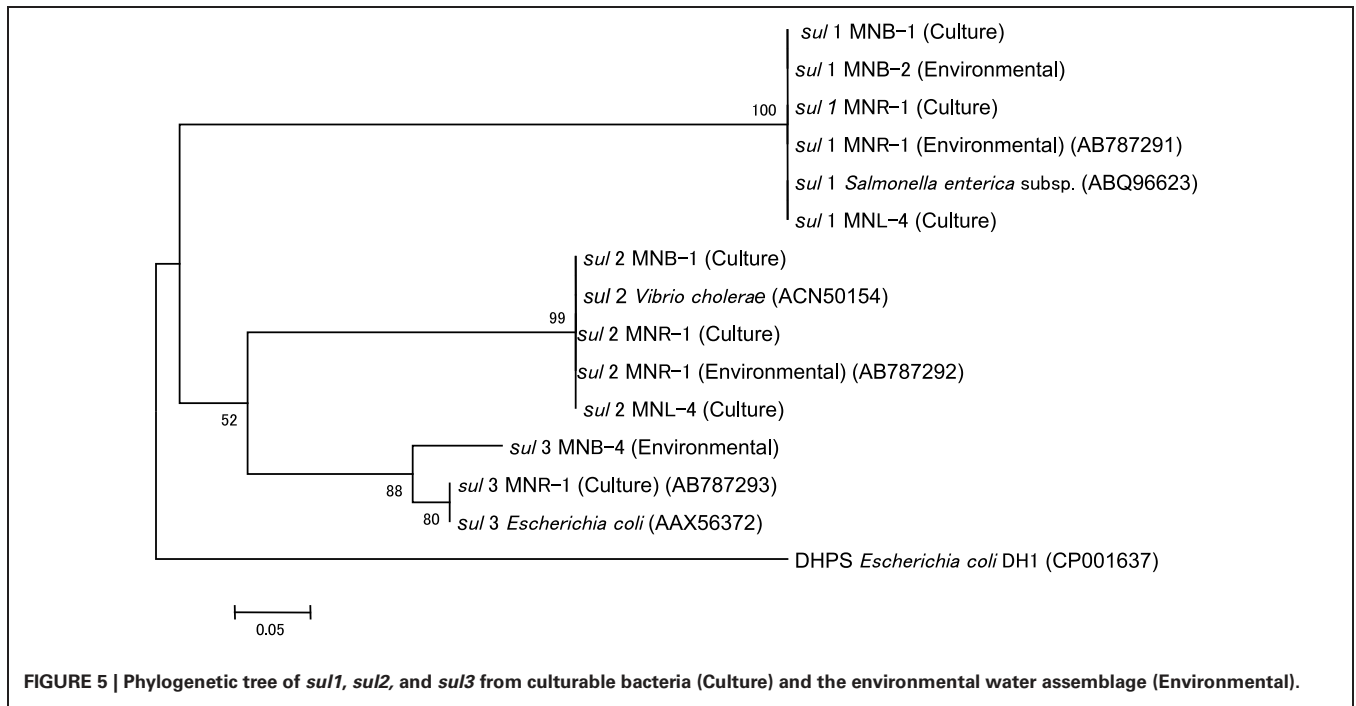 sul 1 MNB-1 (Culture)
sul 1 MNB-2 (Environmental)
100
sul 1 MNR-1 (Culture)
sul 1 MNR-1 (Environmental) (AB787291)
sul 1 Salmonella enterica subsp. (ABQ96623)
sul 1 MNL-4 (Culture)
sul 2 MNB-1 (Culture)
sul 2 Vibrio cholerae (ACN50154)
99
sul 2 MNR-1 (Culture)
sul 2 MNR-1 (Environmental) (AB787292)
sul 2 MNL-4 (Culture)
52
sul 3 MNB-4 (Environmental)
88
sul 3 MNR-1 (Culture) (AB787293)
80
sul 3 Escherichia coli (AAX56372)
DHPS Escherichia coli DH1 (CP001637)
0.05
FIGURE 5 | Phylogenetic tree of sul1, sul2, and sul3 from culturable bacteria (Culture) and the environmental water assemblage (Environmental).